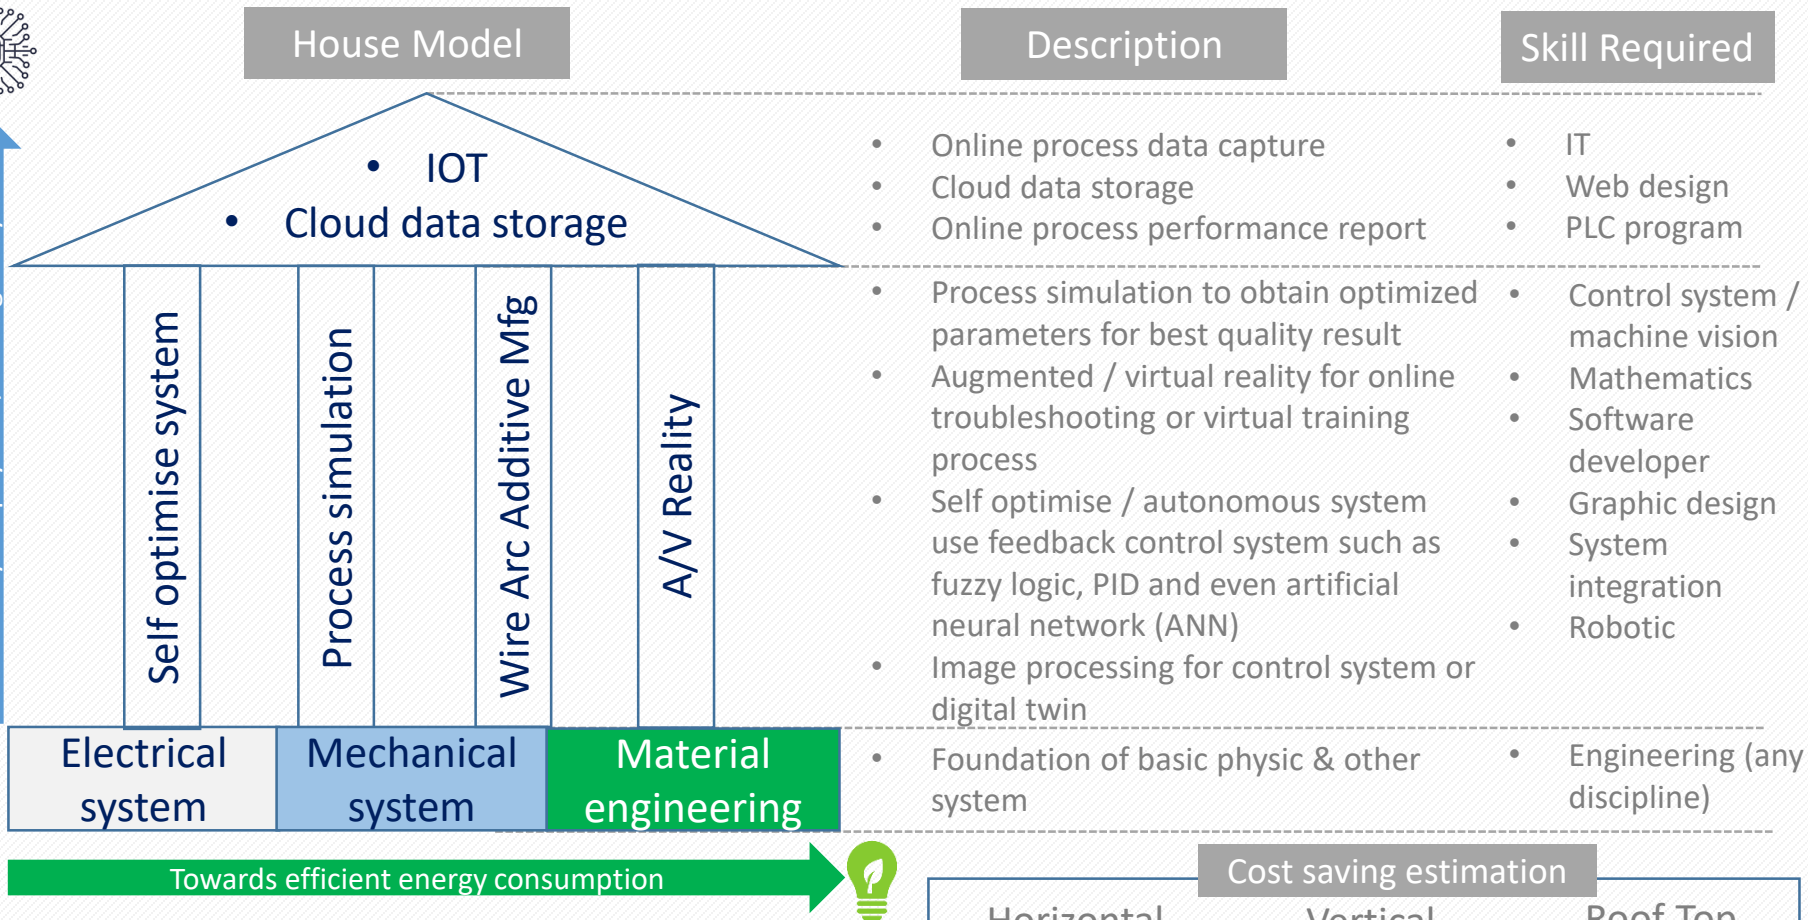 House Model
Description
Skill Required
• IOT
• Cloud data storage
• Online process data capture
• Cloud data storage
• Online process performance report
• IT
• Web design
• PLC program
Self optimise system
Process simulation
Wire Arc Additive Mfg
A/V Reality
• Process simulation to obtain optimized
parameters for best quality result
• Augmented / virtual reality for online
troubleshooting or virtual training
process
• Self optimise / autonomous system
use feedback control system such as
fuzzy logic, PID and even artificial
neural network (ANN)
• Image processing for control system or
digital twin
• Control system /
machine vision
• Mathematics
• Software
developer
• Graphic design
• System
integration
• Robotic
Electrical
system
Mechanical
system
Material
engineering
• Foundation of basic physic & other
system
• Engineering (any
discipline)
Towards efficient energy consumption
Cost saving estimation
Horizontal
Vertical
Roof Top